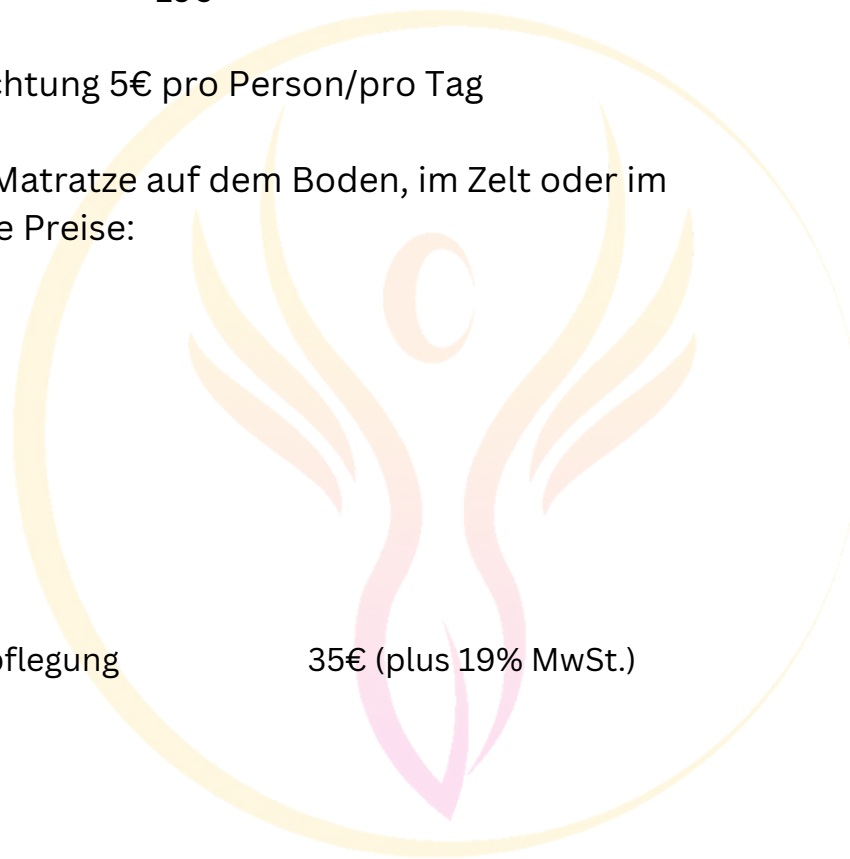 chtung 5€ pro Person/pro Tag
Matratze auf dem Boden, im Zelt oder im
e Preise:
pflegung 35€ (plus 19% MwSt.)